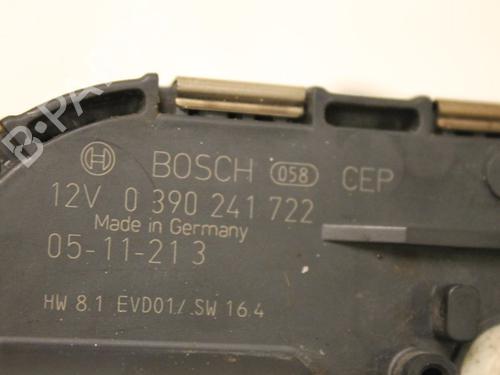 B-PA
BOSCH 058 CEP
12V 0 390 241 722
Made in Germany
05-11-21 3
HW 8.1 EVD01/ SW 16.4